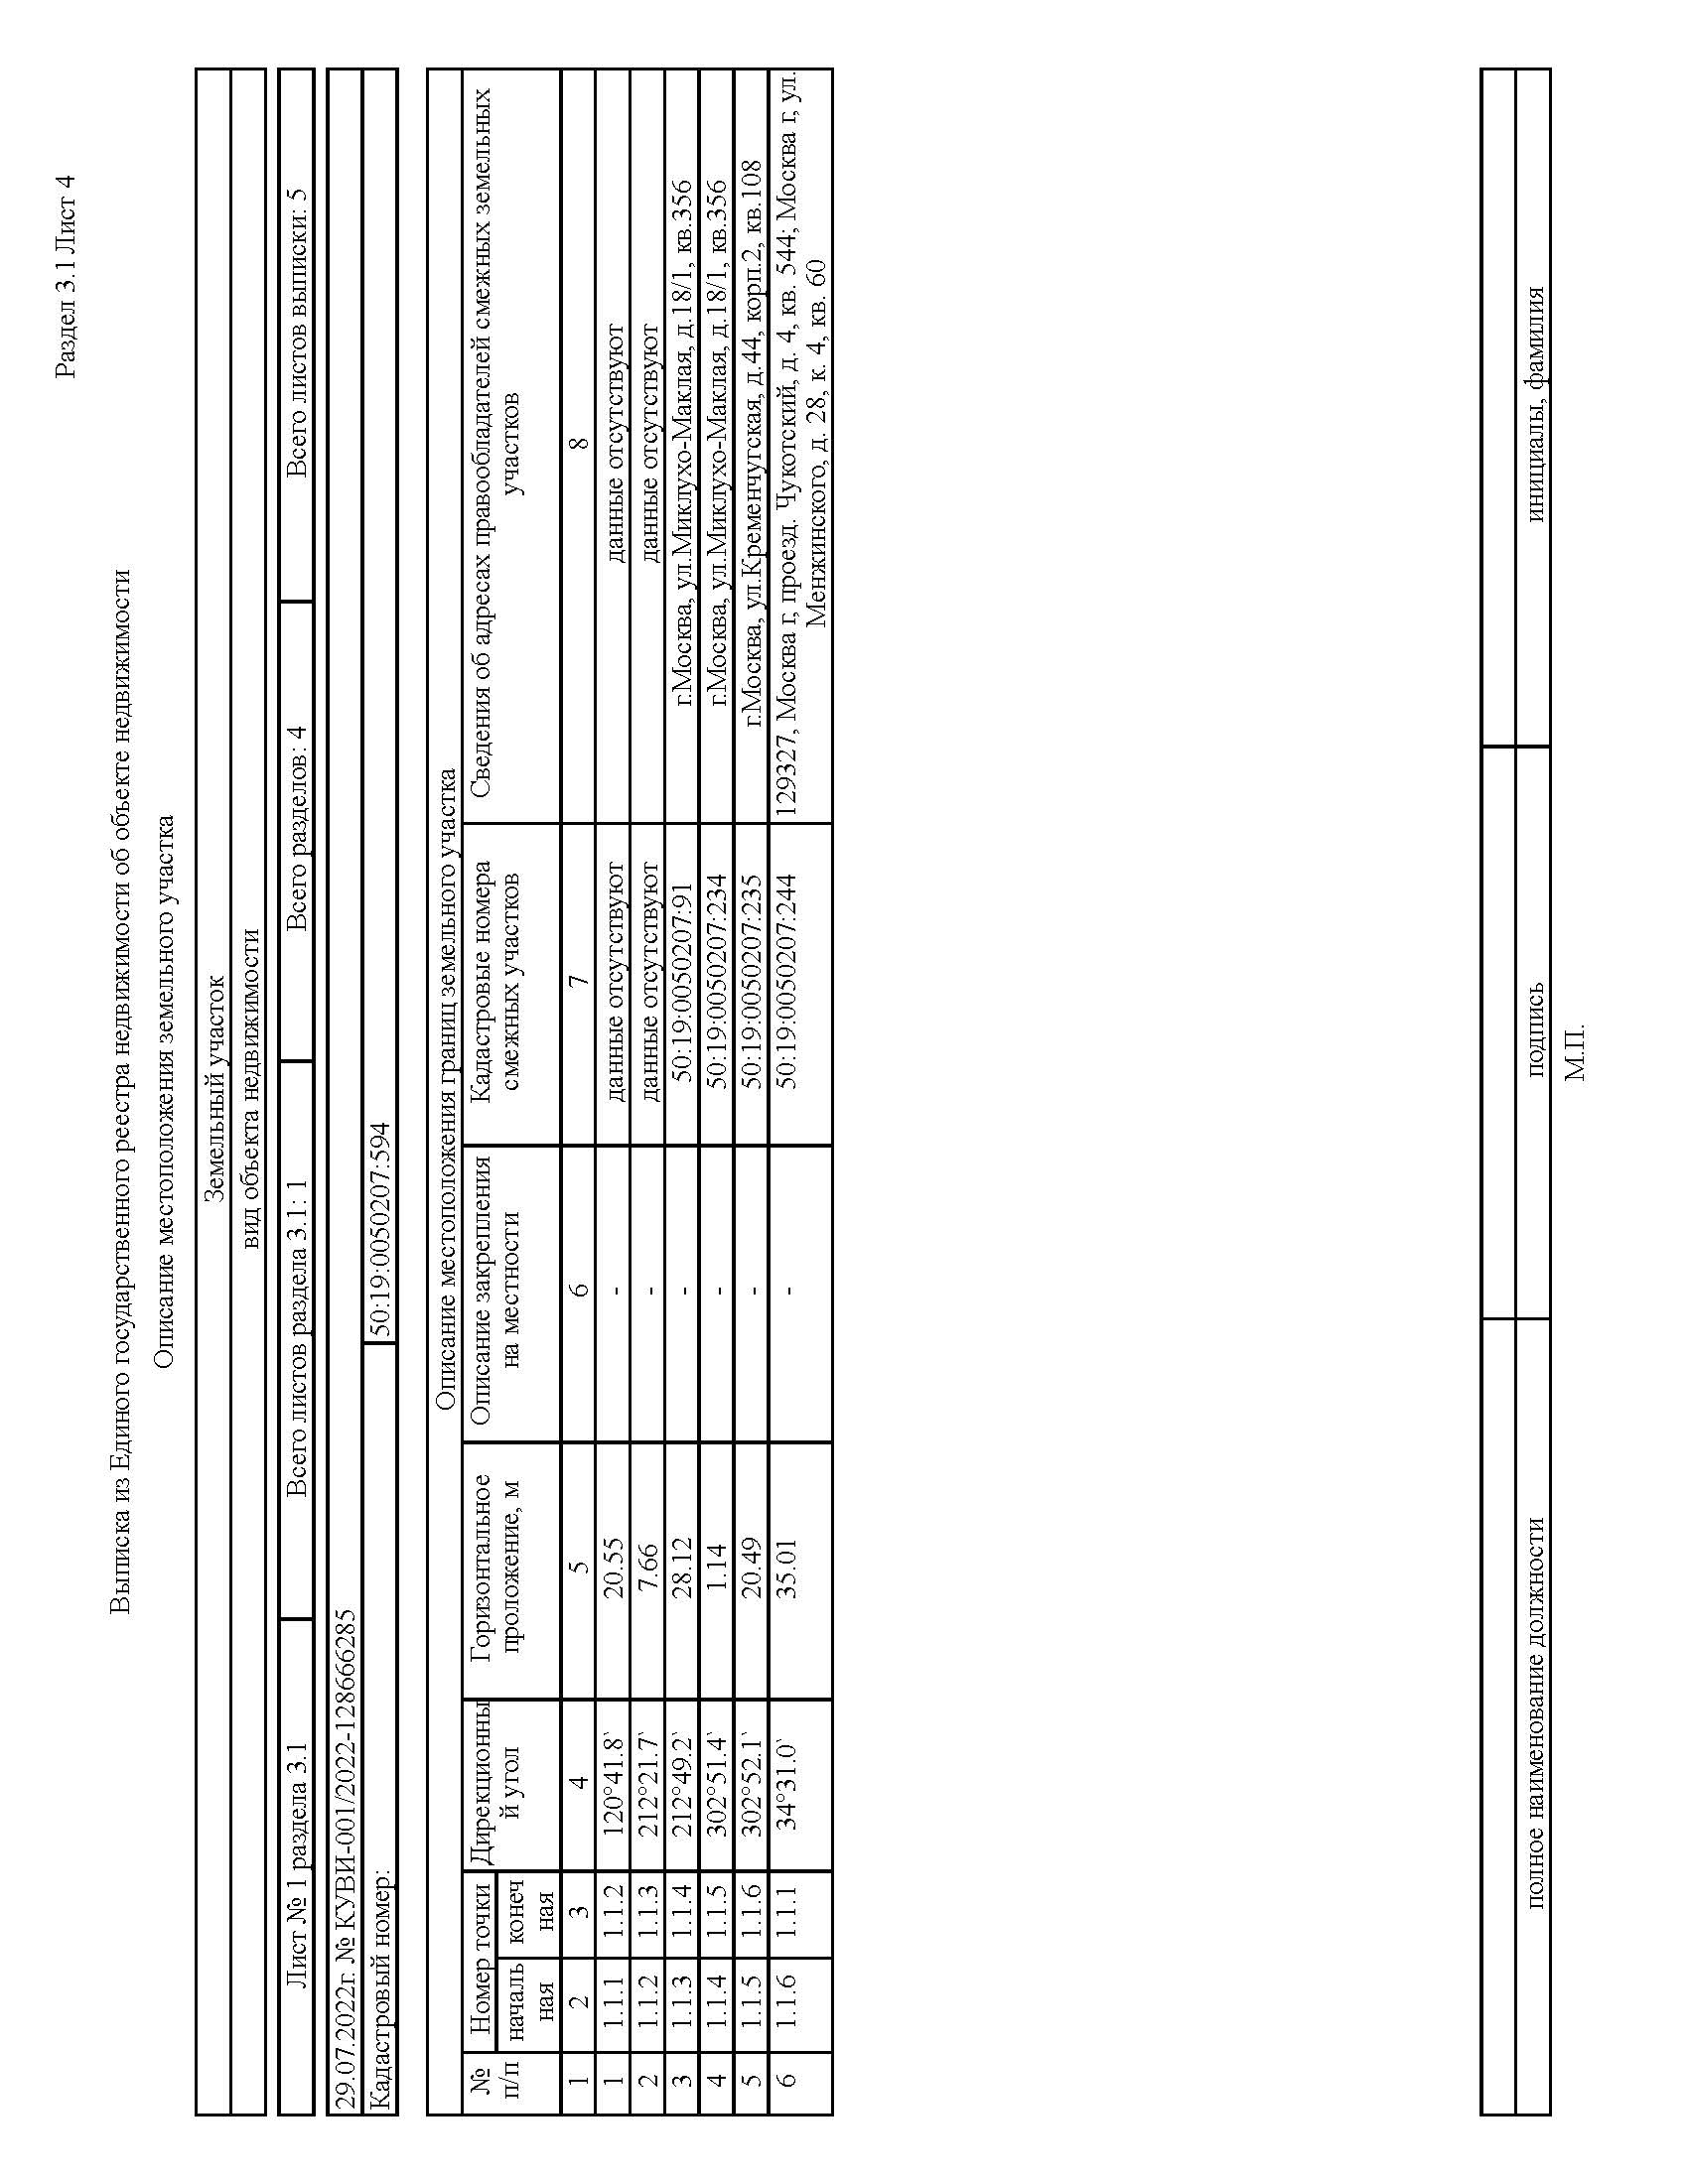 Раздел 3.1 Лист 4
Выписка из Единого государственного реестра недвижимости об объекте недвижимости
Описание местоположения земельного участка
Земельный участок
вид объекта недвижимости
Лист № 1 раздела 3.1 Всего листов раздела 3.1: 1 Всего разделов: 4 Всего листов выписки: 5
29.07.2022г. № КУВИ-001/2022-128666285
Кадастровый номер: 50:19:0050207:594
Описание местоположения границ земельного участка
№ Номер точки Дирекционны Горизонтальное Описание закрепления Кадастровые номера Сведения об адресах правообладателей смежных земельных
п/п началь конеч й угол проложение, м на местности смежных участков участков
ная ная
1 2 3 4 5 6 7 8
1 1.1.1 1.1.2 120°41.8` 20.55 - данные отсутствуют данные отсутствуют
2 1.1.2 1.1.3 212°21.7` 7.66 - данные отсутствуют данные отсутствуют
3 1.1.3 1.1.4 212°49.2` 28.12 - 50:19:0050207:91 г.Москва, ул.Миклухо-Маклая, д.18/1, кв.356
4 1.1.4 1.1.5 302°51.4` 1.14 - 50:19:0050207:234 г.Москва, ул.Миклухо-Маклая, д.18/1, кв.356
5 1.1.5 1.1.6 302°52.1` 20.49 - 50:19:0050207:235 г.Москва, ул.Кременчугская, д.44, корп.2, кв.108
6 1.1.6 1.1.1 34°31.0` 35.01 - 50:19:0050207:244 129327, Москва г, проезд. Чукотский, д. 4, кв. 544; Москва г, ул.
Менжинского, д. 28, к. 4, кв. 60
полное наименование должности подпись инициалы, фамилия
М.П.